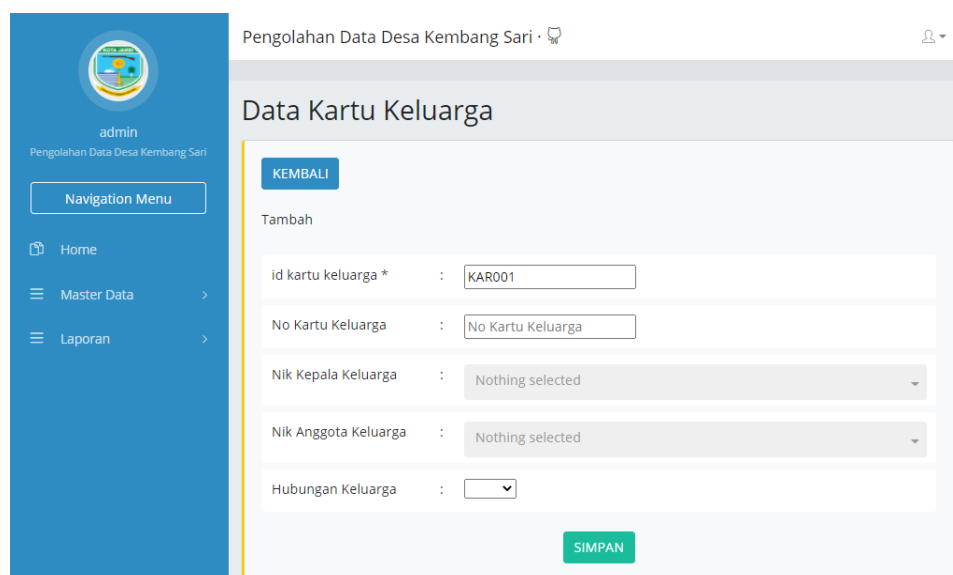 Pengolahan Data Desa Kembang Sari ·
KOTA JAMBI
admin
Pengolahan Data Desa Kembang Sari
Navigation Menu
Home
Master Data
Laporan
Data Kartu Keluarga
KEMBALI
Tambah
id kartu keluarga * : KAR001
No Kartu Keluarga : No Kartu Keluarga
Nik Kepala Keluarga : Nothing selected
Nik Anggota Keluarga : Nothing selected
Hubungan Keluarga :
SIMPAN